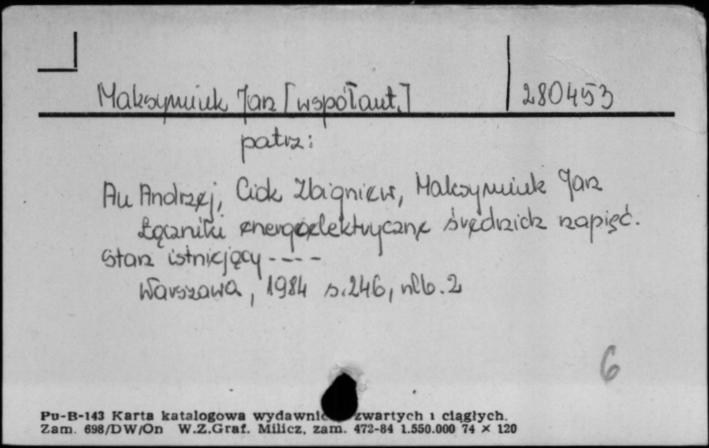 Maksymiuk Jan [współaut.]
280453
patrz:
Au Andrzej, Ciok Zbigniew, Maksymiuk Jan
Łączniki energoelektryczne średnich napięć.
Stan istniejący ----
Warszawa, 1984 s. 246, nlb. 2
6
Pu-B-143 Karta katalogowa wydawnic zwartych i ciągłych.
Zam. 698/DW/On W.Z.Graf. Milicz, zam. 472-84 1.550.000 74 × 120